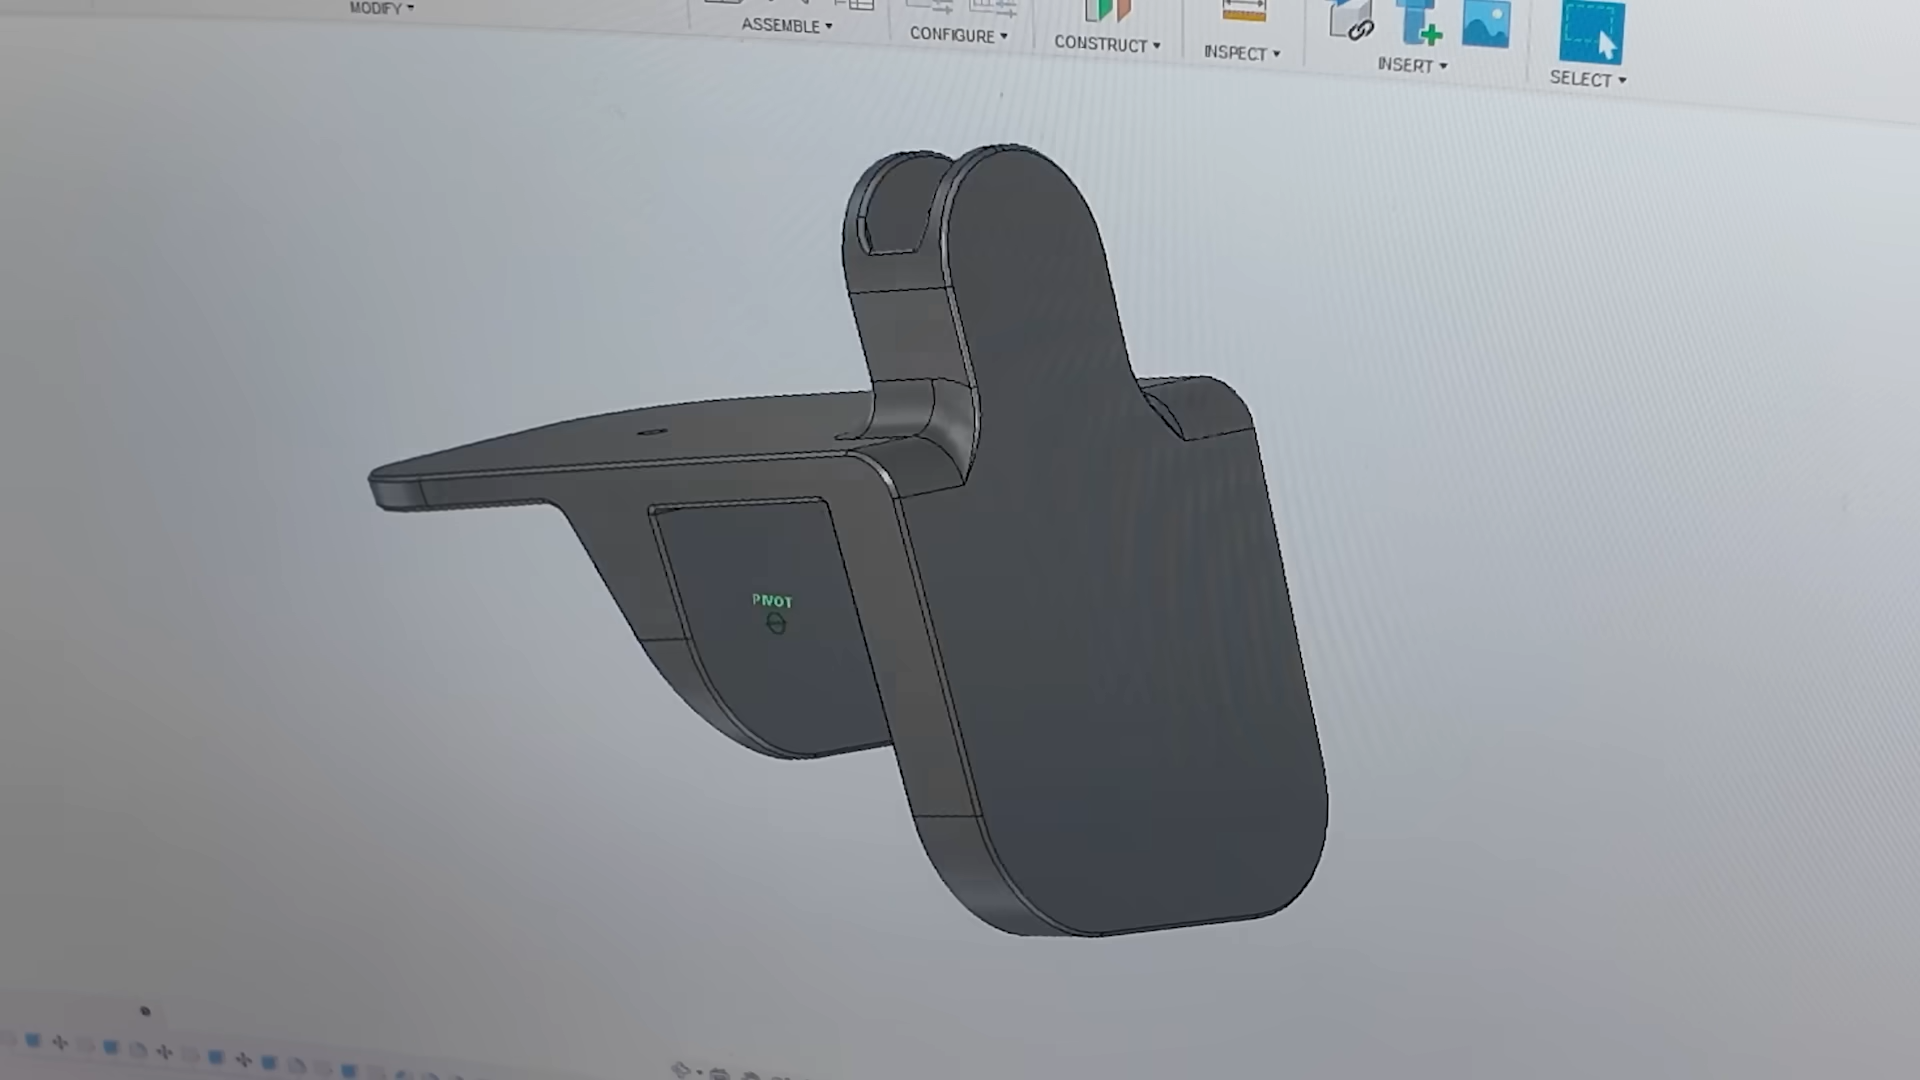 MODIFY
ASSEMBLE
CONFIGURE
CONSTRUCT
INSPECT
INSERT
SELECT
PIVOT